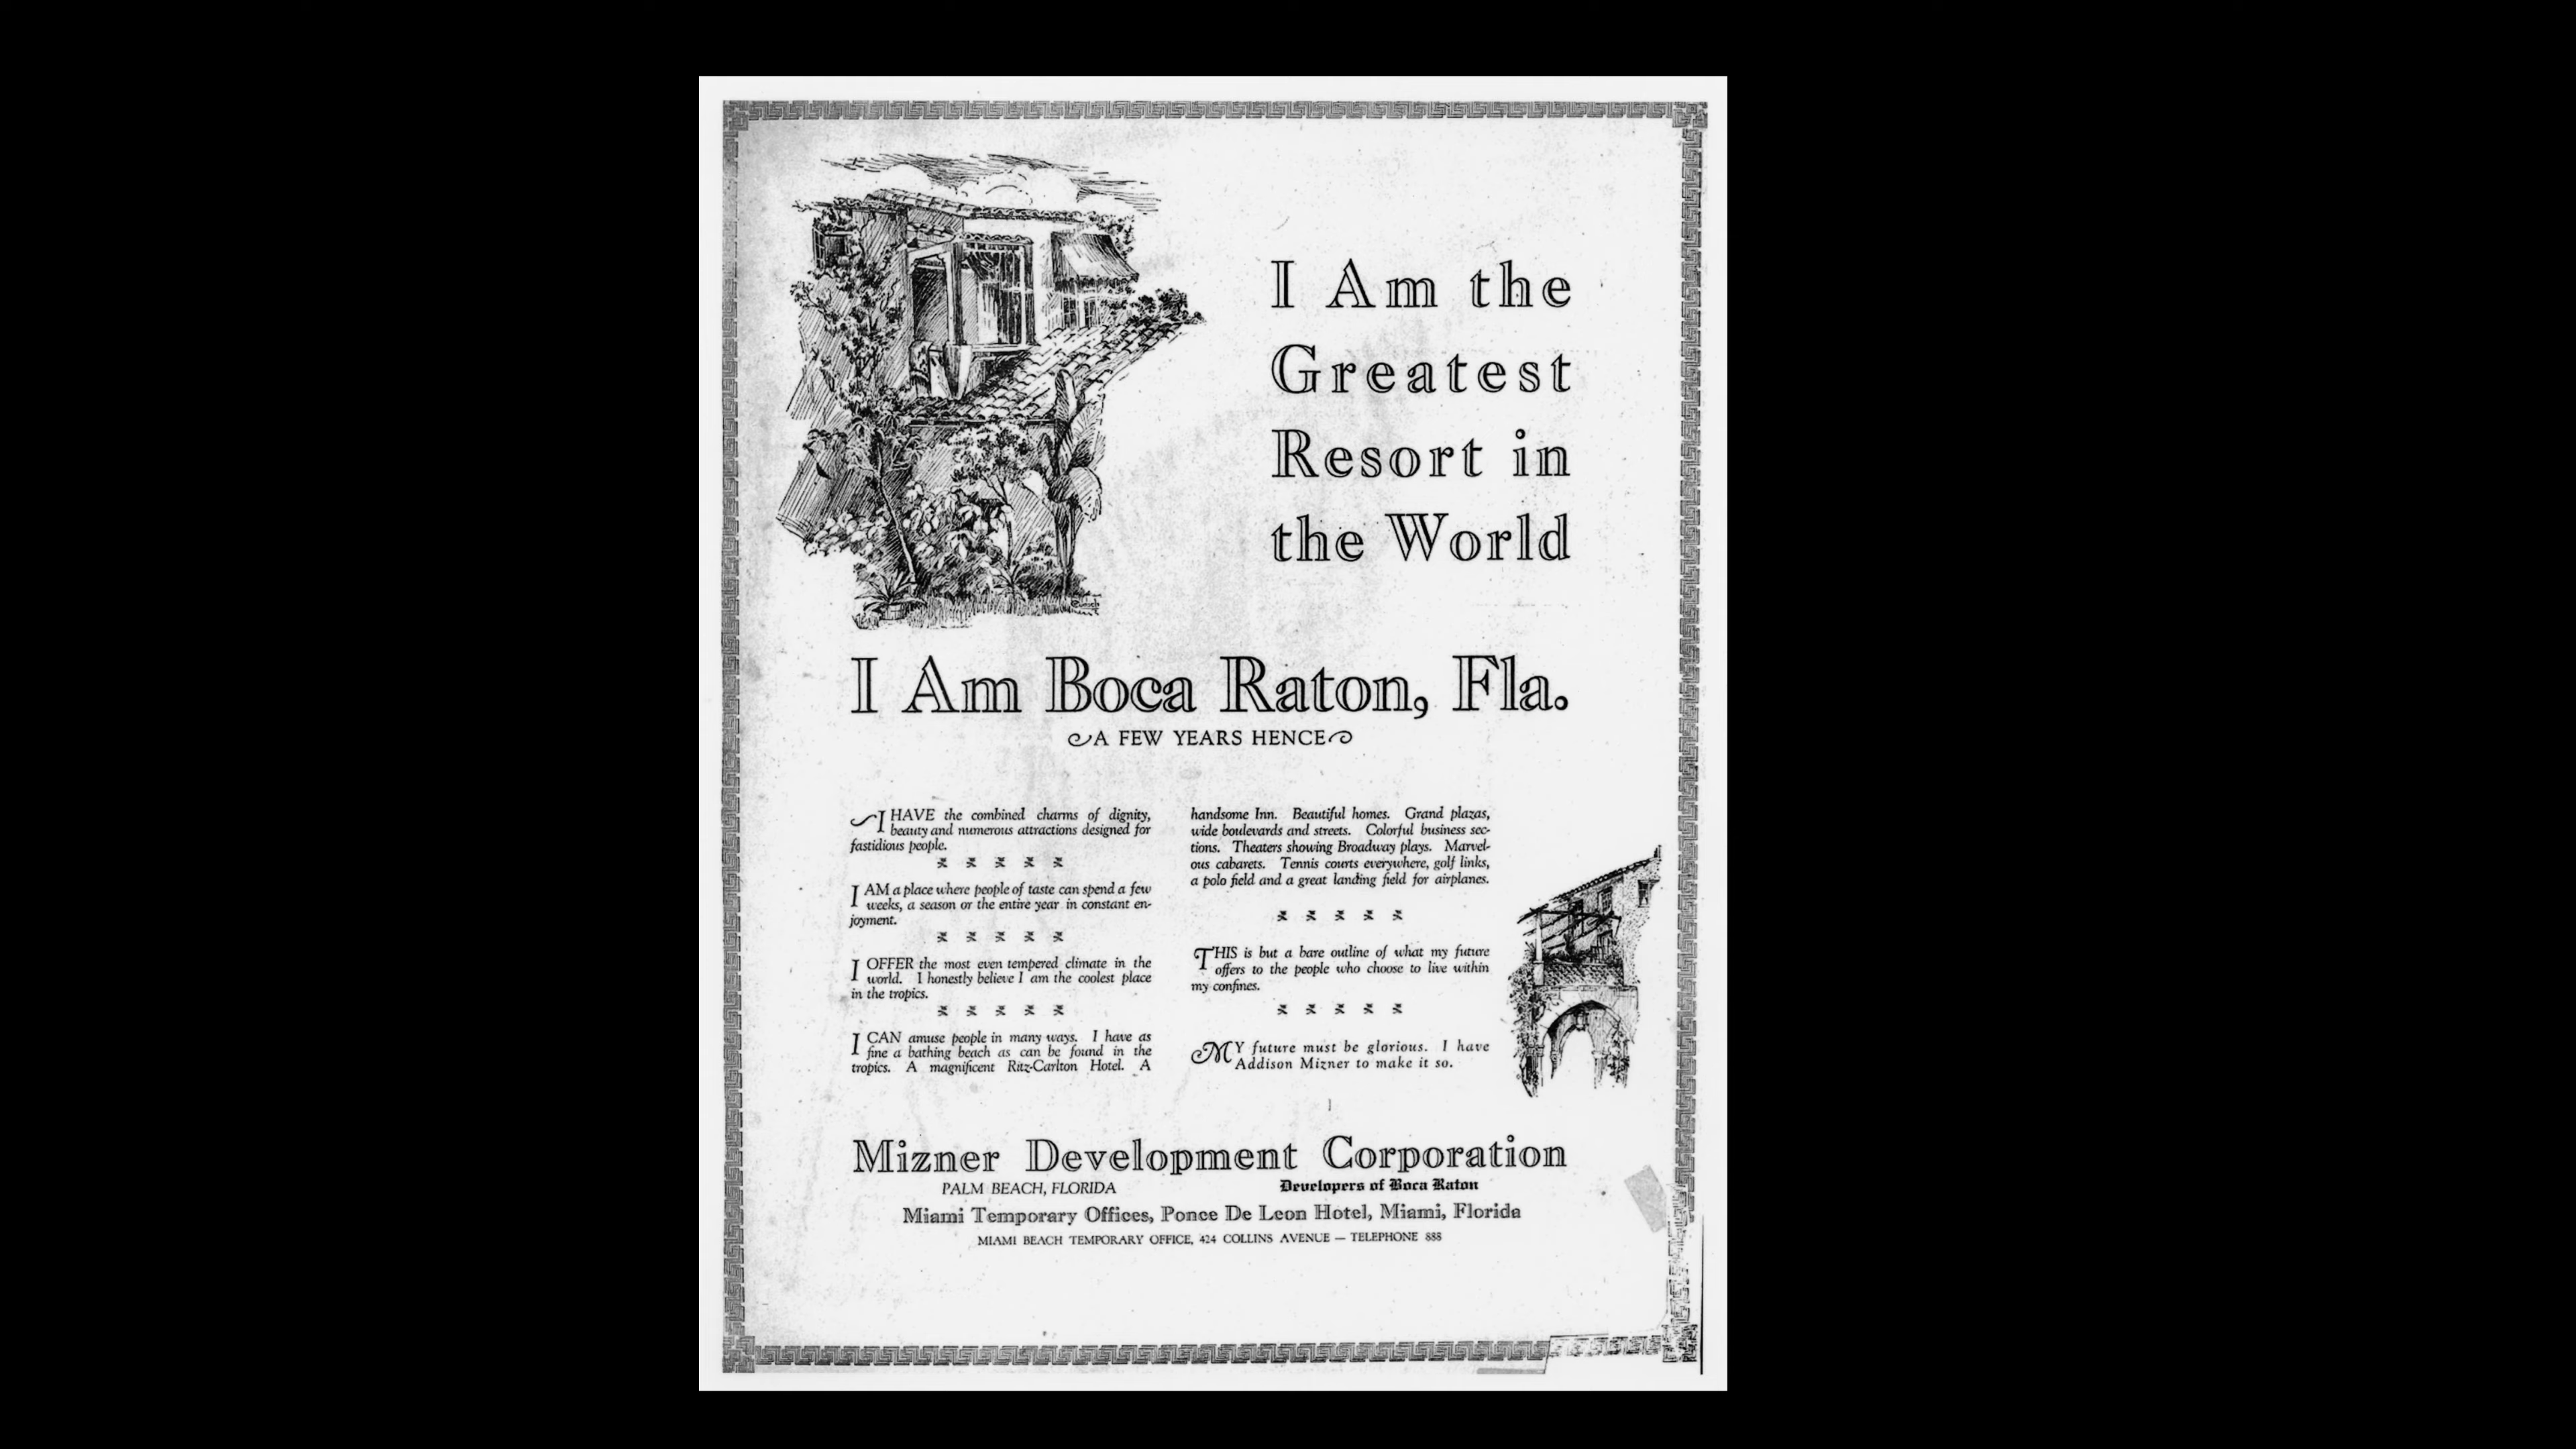 I Am the
Greatest
Resort in
the World
I Am Boca Raton, Fla.
A FEW YEARS HENCE
I HAVE the combined charms of dignity,
beauty and numerous attractions designed for
fastidious people.
I AM a place where people of taste can spend a few
weeks, a season or the entire year in constant en-
joyment.
I OFFER the most even tempered climate in the
world. I honestly believe I am the coolest place
in the tropics.
I CAN amuse people in many ways. I have as
fine a bathing beach as can be found in the
tropics. A magnificent Ritz-Carlton Hotel. A
handsome Inn. Beautiful homes. Grand plazas,
wide boulevards and streets. Colorful business sec-
tions. Theaters showing Broadway plays. Marvel-
ous cabarets. Tennis courts everywhere, golf links,
a polo field and a great landing field for airplanes.
THIS is but a bare outline of what my future
offers to the people who choose to live within
my confines.
MY future must be glorious. I have
Addison Mizner to make it so.
Mizner Development Corporation
PALM BEACH, FLORIDA
Developers of Boca Raton
Miami Temporary Offices, Ponce De Leon Hotel, Miami, Florida
MIAMI BEACH TEMPORARY OFFICE, 424 COLLINS AVENUE — TELEPHONE 888